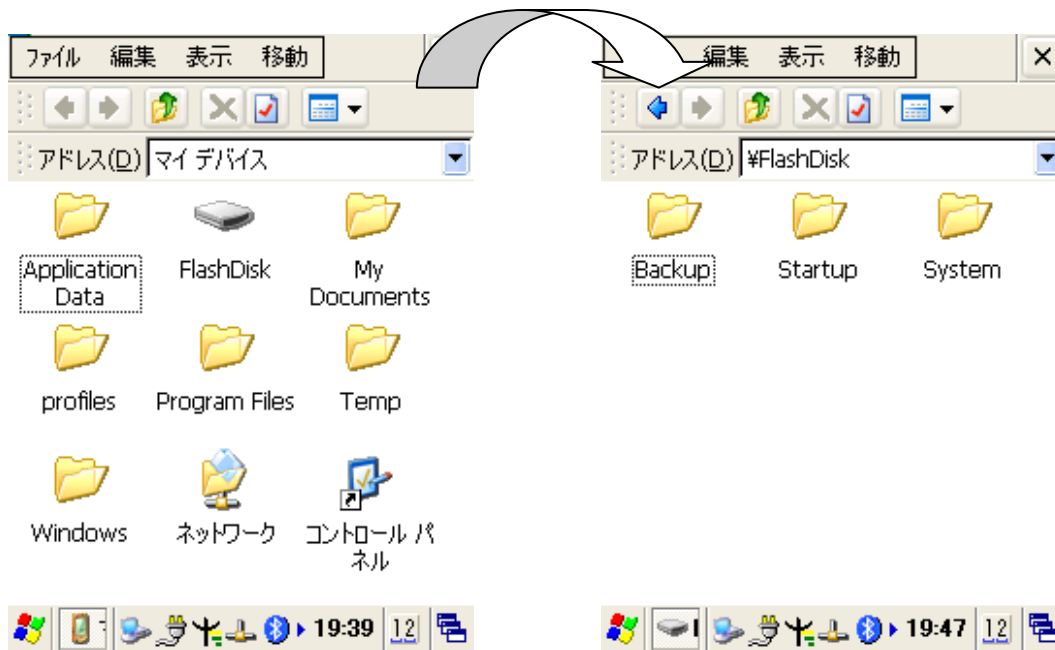 ファイル 編集 表示 移動
アドレス(D) マイ デバイス
Application Data
FlashDisk
My Documents
profiles
Program Files
Temp
Windows
ネットワーク
コントロール パネル
19:39
12
編集 表示 移動
アドレス(D) ¥FlashDisk
Backup
Startup
System
19:47
12